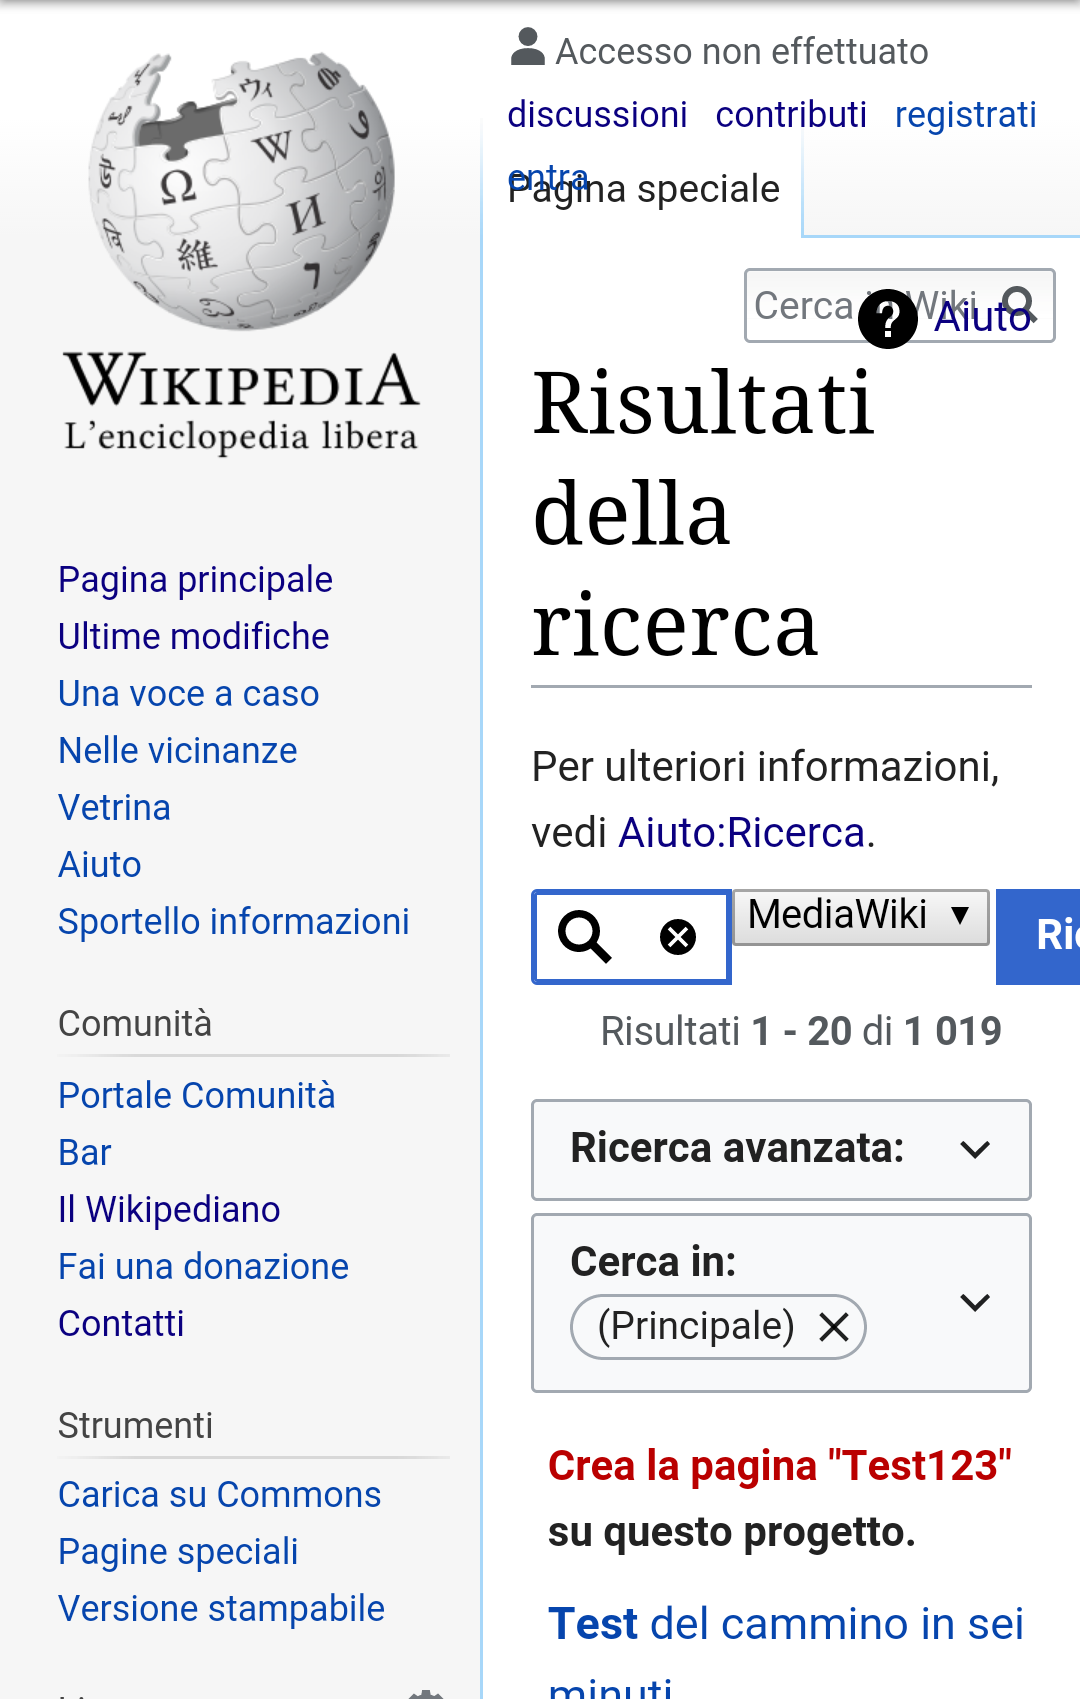 WIKIPEDIA
L'enciclopedia libera
Pagina principale
Ultime modifiche
Una voce a caso
Nelle vicinanze
Vetrina
Aiuto
Sportello informazioni
Comunità
Portale Comunità
Bar
Il Wikipediano
Fai una donazione
Contatti
Strumenti
Carica su Commons
Pagine speciali
Versione stampabile
Accesso non effettuato
discussioni contributi registrati
entra
Pagina speciale
Cerca in Wiki
Aiuto
Risultati
della
ricerca
Per ulteriori informazioni,
vedi Aiuto:Ricerca.
MediaWiki ▼
Risultati 1 - 20 di 1 019
Ricerca avanzata:
Cerca in:
(Principale)
Crea la pagina "Test123"
su questo progetto.
Test del cammino in sei
minuti